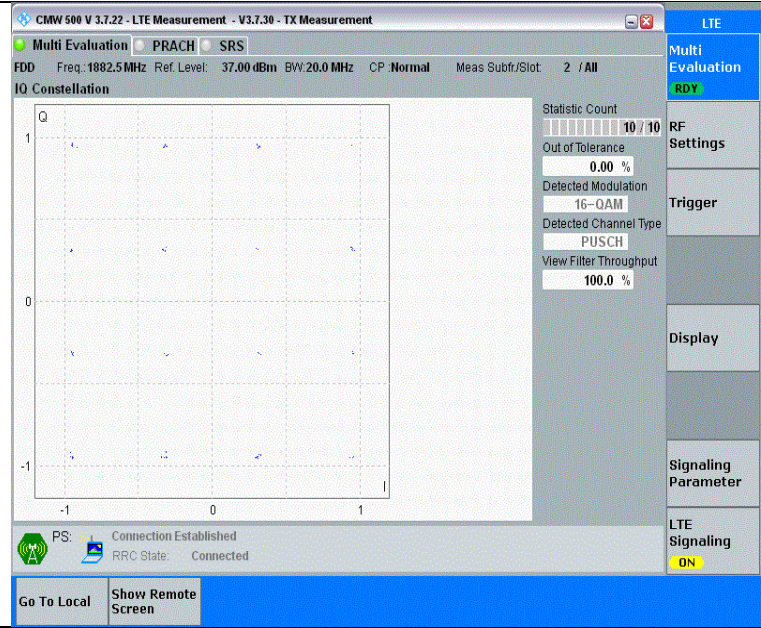 CMW 500 V 3.7.22 - LTE Measurement - V3.7.30 - TX Measurement
LTE
Multi Evaluation PRACH SRS
FDD Freq.:1882.5 MHz Ref. Level: 37.00 dBm BW:20.0 MHz CP :Normal Meas Subfr./Slot: 2 / All
IQ Constellation
Q
1
0
-1
-1 0 1
I
Statistic Count
10 / 10
Out of Tolerance
0.00 %
Detected Modulation
16-QAM
Detected Channel Type
PUSCH
View Filter Throughput
100.0 %
Multi
Evaluation
RDY
RF
Settings
Trigger
Display
Signaling
Parameter
LTE
Signaling
ON
PS: Connection Established
RRC State: Connected
Go To Local
Show Remote
Screen